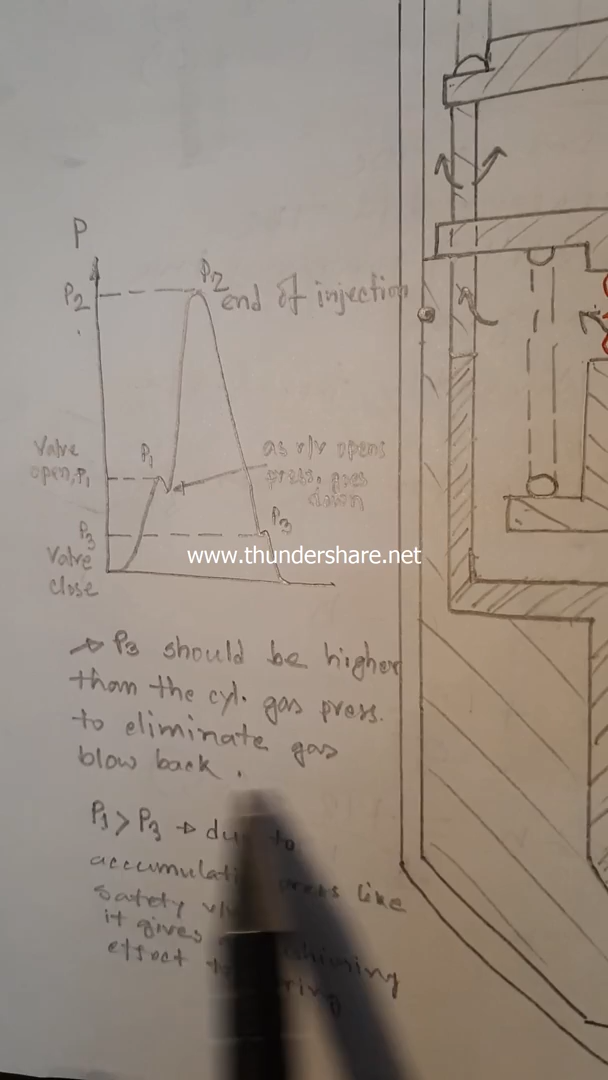 P
P2
P2
end of injection
Valve
open, P1
P1
as v/v opens
press. goes
down
P3
P3
Valve
close
www.thundershare.net
→ P3 should be higher
than the cyl. gas press.
to eliminate gas
blow back.
P1 > P3 → to
press like
safety
it gives
effect